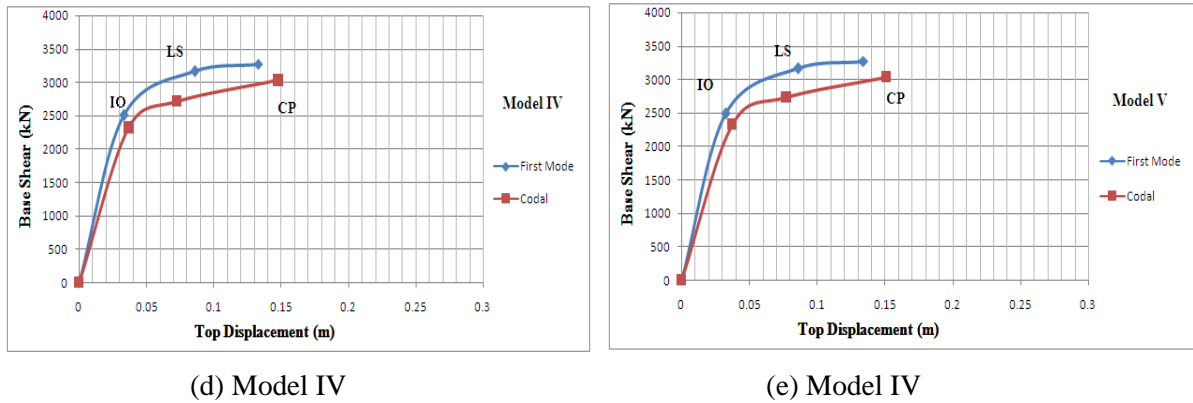 4000
3500
3000
2500
2000
1500
1000
500
0
Base Shear (kN)
LS
IO
CP
Model IV
First Mode
Codal
0 0.05 0.1 0.15 0.2 0.25 0.3
Top Displacement (m)
(d) Model IV
4000
3500
3000
2500
2000
1500
1000
500
0
Base Shear (kN)
LS
IO
CP
Model V
First Mode
Codal
0 0.05 0.1 0.15 0.2 0.25 0.3
Top Displacement (m)
(e) Model IV